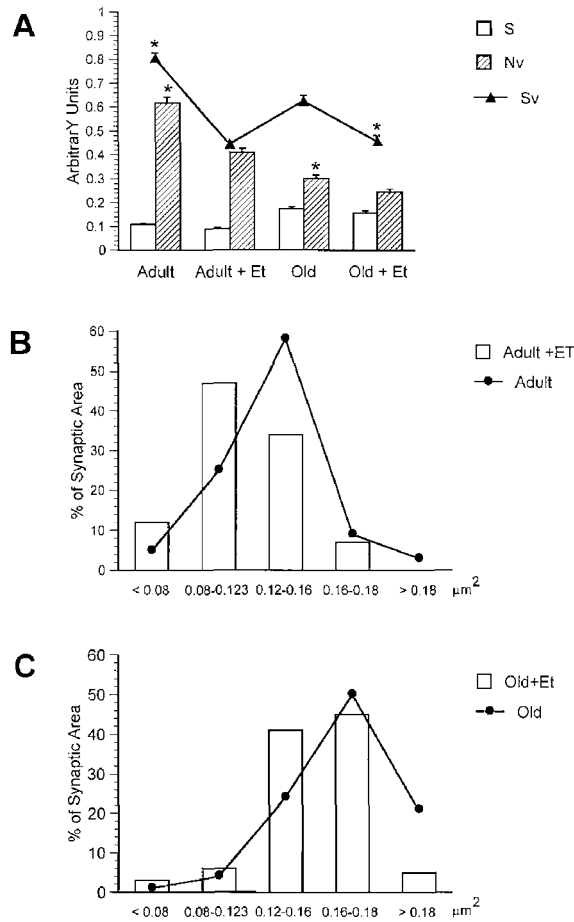 A
ArbitrarY Units
1
0.9
0.8
0.7
0.6
0.5
0.4
0.3
0.2
0.1
0
*
*
*
*
Adult Adult + Et Old Old + Et
S
Nv
Sv
B
% of Synaptic Area
60
50
40
30
20
10
0
< 0.08 0.08-0.123 0.12-0.16 0.16-0.18 > 0.18 μm2
Adult +ET
Adult
C
% of Synaptic Area
60
50
40
30
20
10
0
< 0.08 0.08-0.123 0.12-0.16 0.16-0.18 > 0.18 μm2
Old+Et
Old